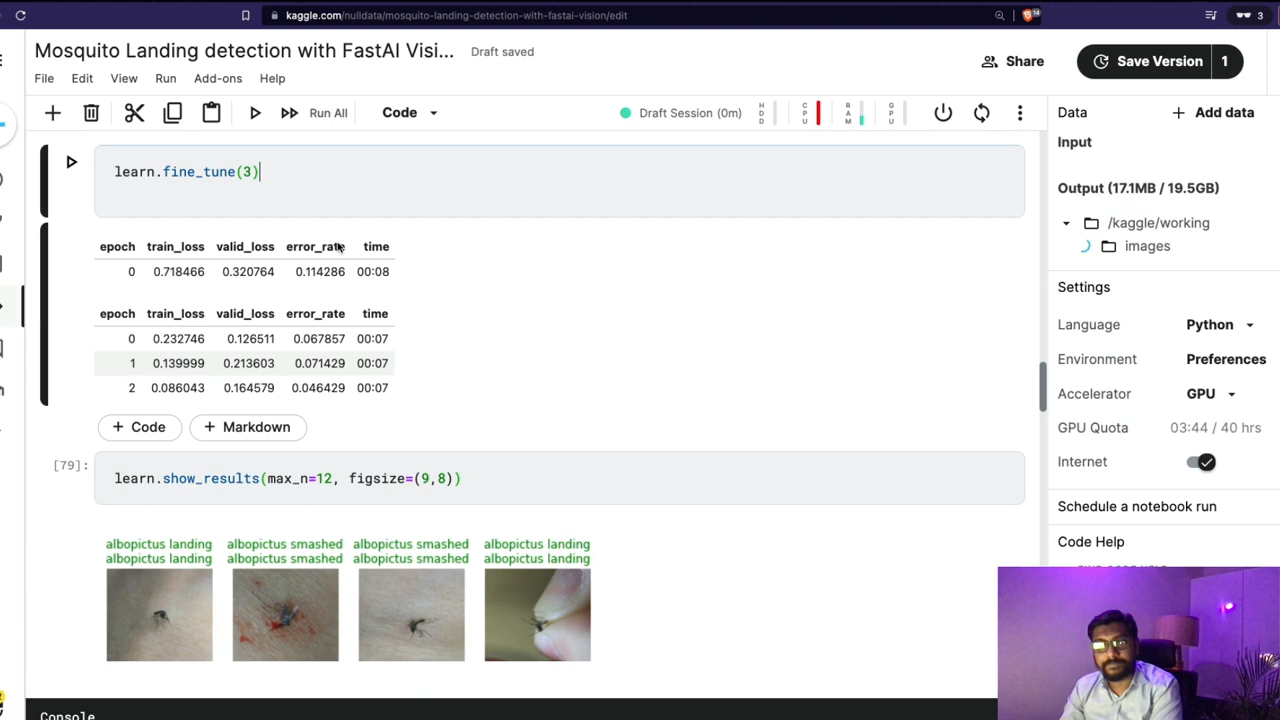 kaggle.com/nulldata/mosquito-landing-detection-with-fastai-vision/edit
14
3
Mosquito Landing detection with FastAI Visi...
Draft saved
Share
Save Version
1
File Edit View Run Add-ons Help
Run All
Code
Draft Session (0m)
HDD
CPU
RAM
GPU
Data
Add data
Input
learn.fine_tune(3)
Output (17.1MB / 19.5GB)
/kaggle/working
images
epoch train_loss valid_loss error_rate time
0 0.718466 0.320764 0.114286 00:08
epoch train_loss valid_loss error_rate time
0 0.232746 0.126511 0.067857 00:07
1 0.139999 0.213603 0.071429 00:07
2 0.086043 0.164579 0.046429 00:07
Settings
Language Python
Environment Preferences
Accelerator GPU
GPU Quota 03:44 / 40 hrs
Internet
+ Code
+ Markdown
[79]:
learn.show_results(max_n=12, figsize=(9,8))
Schedule a notebook run
Code Help
albopictus landing albopictus smashed albopictus smashed albopictus landing
albopictus landing albopictus smashed albopictus smashed albopictus landing
Console